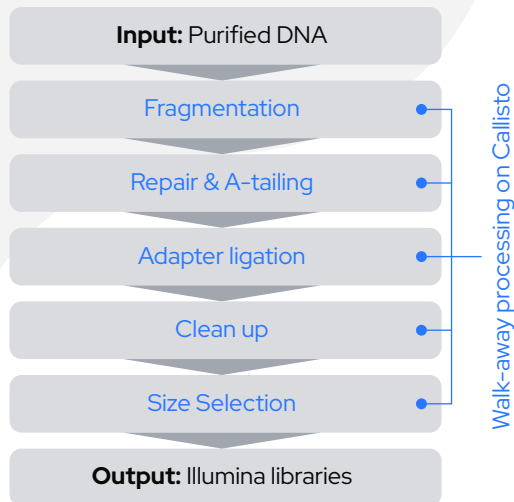 Input: Purified DNA
Fragmentation
Repair & A-tailing
Adapter ligation
Clean up
Size Selection
Output: Illumina libraries
Walk-away processing on Callisto